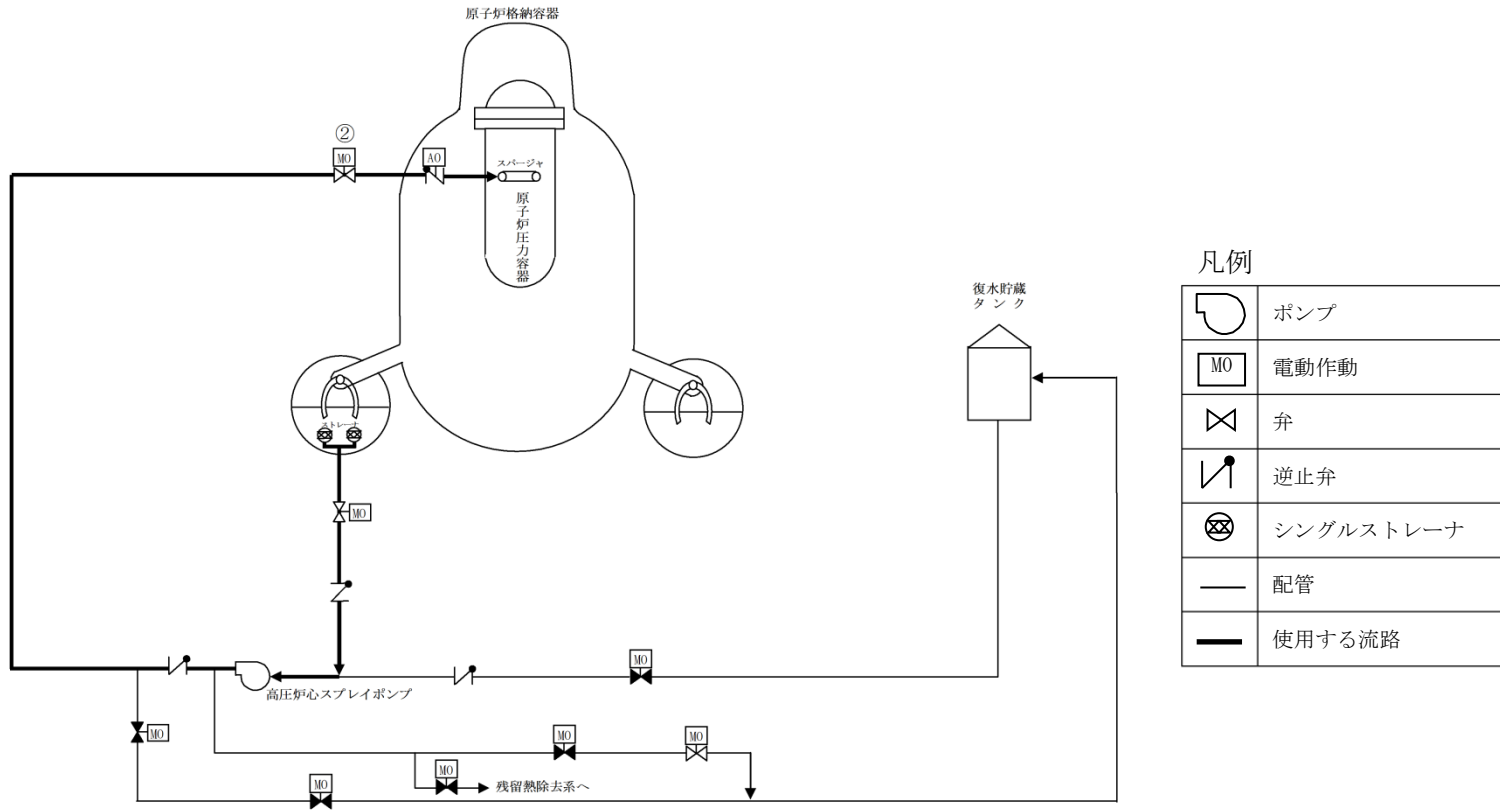 原子炉格納容器
②
MO
AO
スパージャ
原子炉圧力容器
復水貯蔵
タンク
ストレーナ
MO
MO
高圧炉心スプレイポンプ
MO
MO
MO
MO
残留熱除去系へ
MO
凡例
ポンプ
MO 電動作動
弁
逆止弁
シングルストレーナ
配管
使用する流路